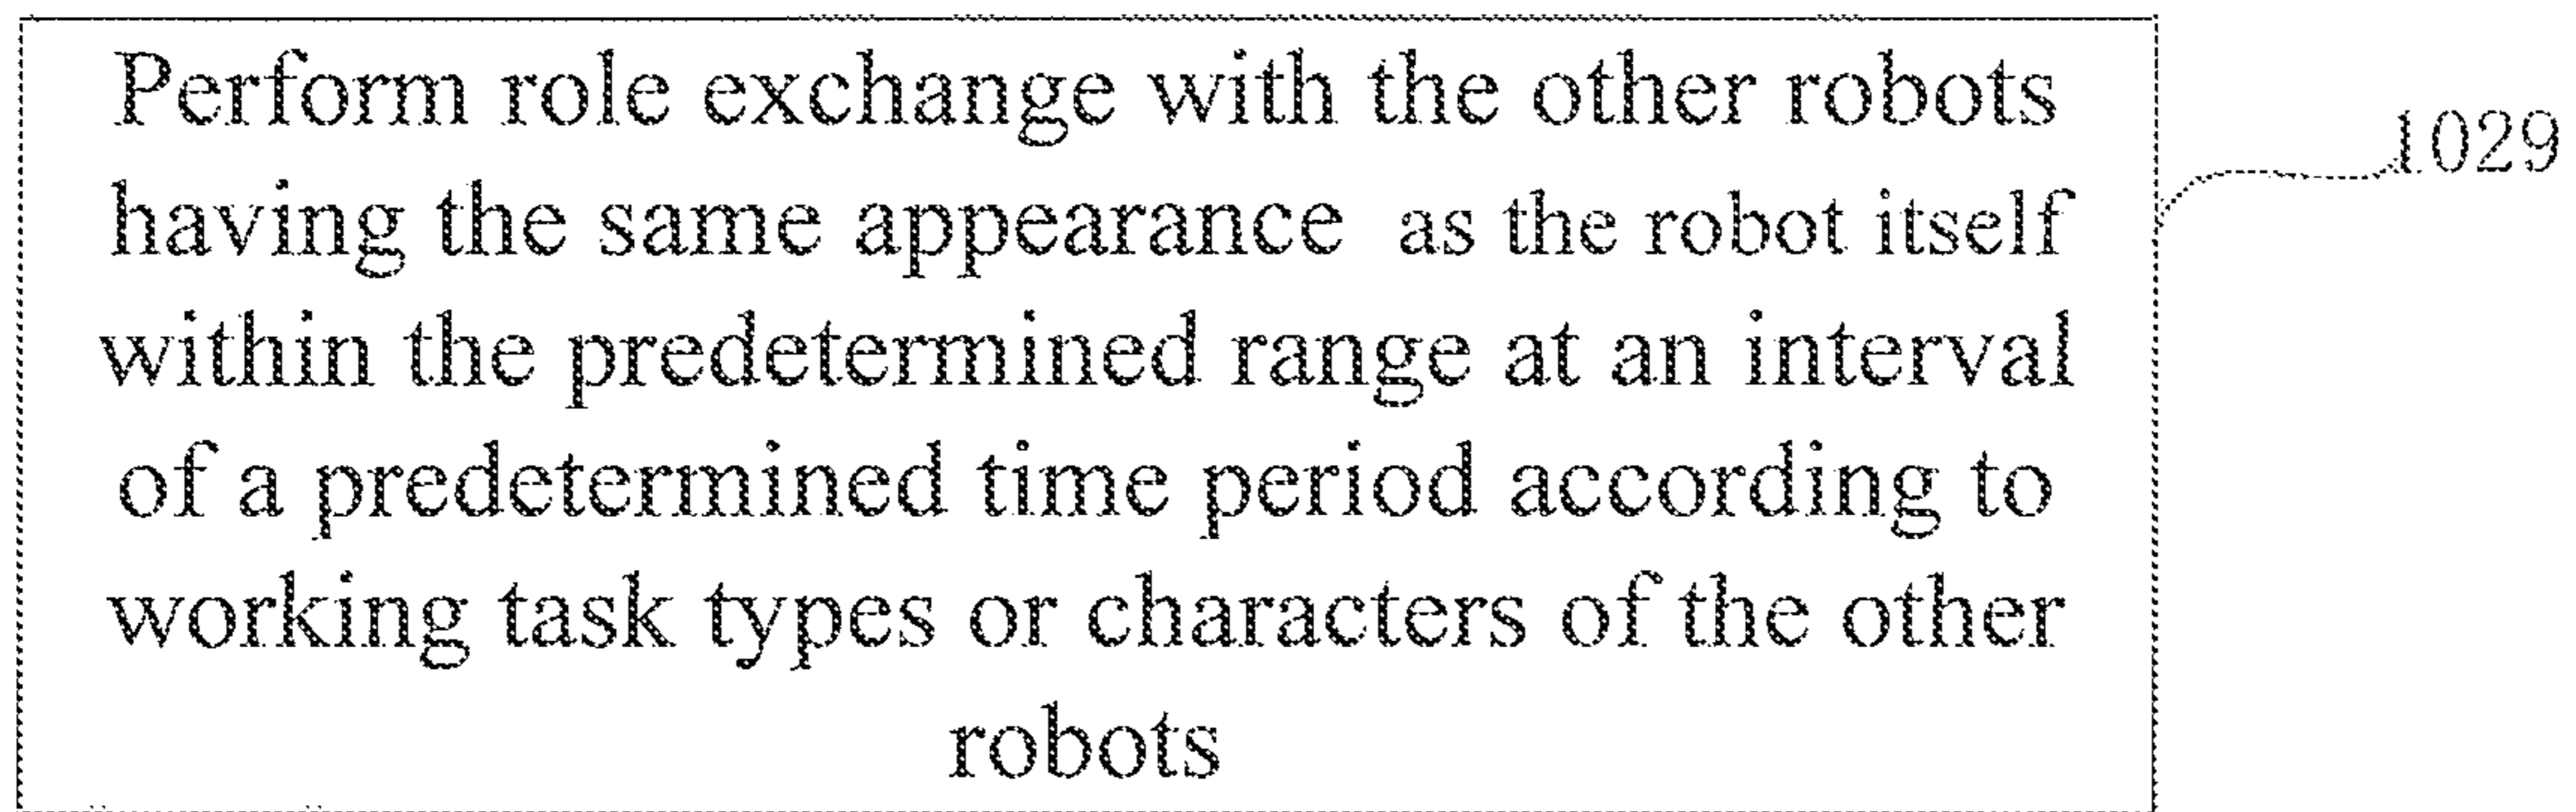 Perform role exchange with the other robots
having the same appearance as the robot itself
within the predetermined range at an interval
of a predetermined time period according to
working task types or characters of the other
robots
1029